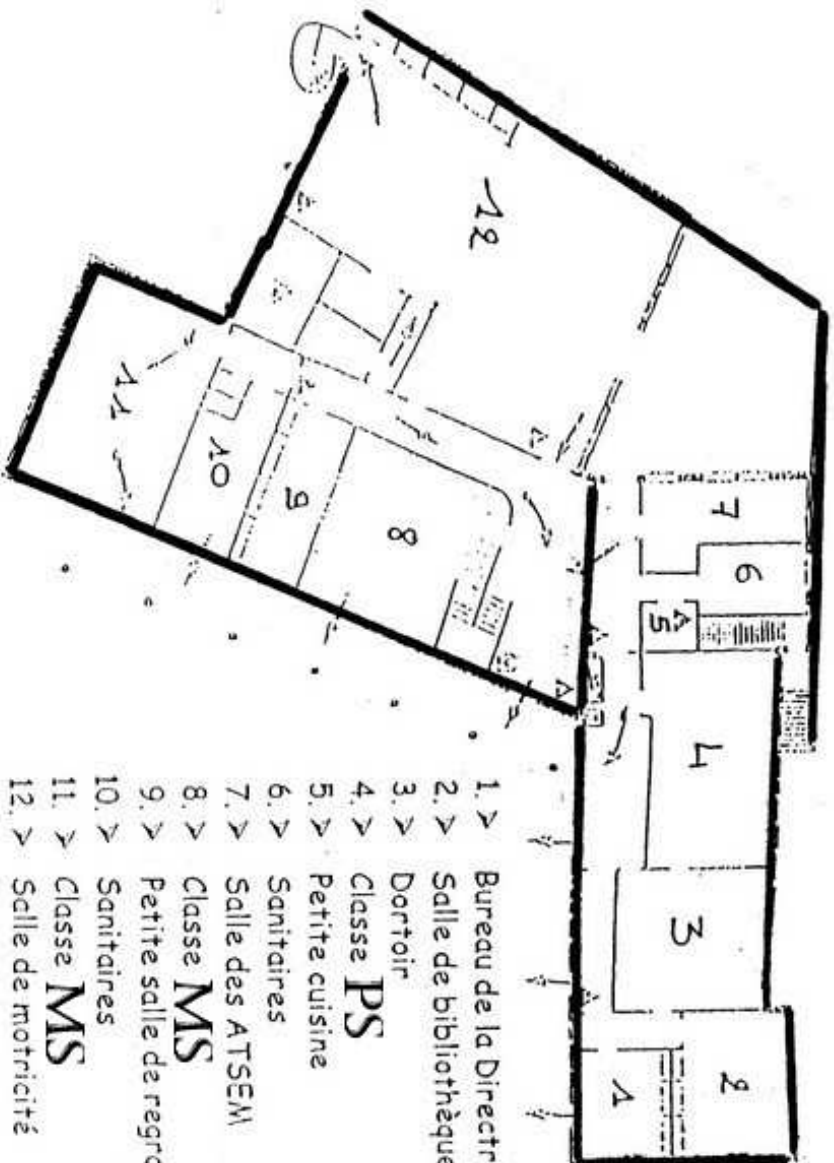 1. > Bureau de la Directr
2. > Salle de bibliothèque
3. > Dortoir
4. > Classe PS
5. > Petite cuisine
6. > Sanitaires
7. > Salle des ATSEM
8. > Classe MS
9. > Petite salle de regro
10. > Sanitaires
11. > Classe MS
12. > Salle de motricité
12
7
6
5
4
3
2
1
8
9
10
11